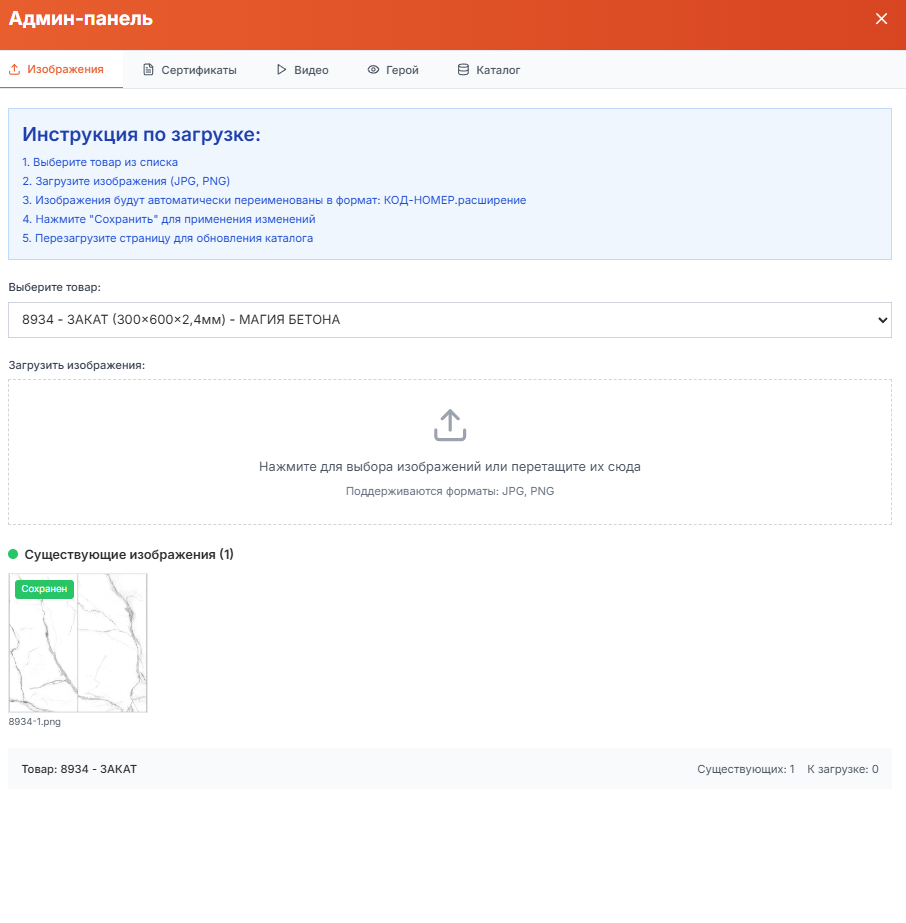 Админ-панель
Изображения
Сертификаты
Видео
Герой
Каталог
Инструкция по загрузке:
1. Выберите товар из списка
2. Загрузите изображения (JPG, PNG)
3. Изображения будут автоматически переименованы в формат: КОД-НОМЕР.расширение
4. Нажмите "Сохранить" для применения изменений
5. Перезагрузите страницу для обновления каталога
Выберите товар:
8934 - ЗАКАТ (300×600×2,4мм) - МАГИЯ БЕТОНА
Загрузить изображения:
Нажмите для выбора изображений или перетащите их сюда
Поддерживаются форматы: JPG, PNG
Существующие изображения (1)
Сохранен
8934-1.png
Товар: 8934 - ЗАКАТ
Существующих: 1
К загрузке: 0